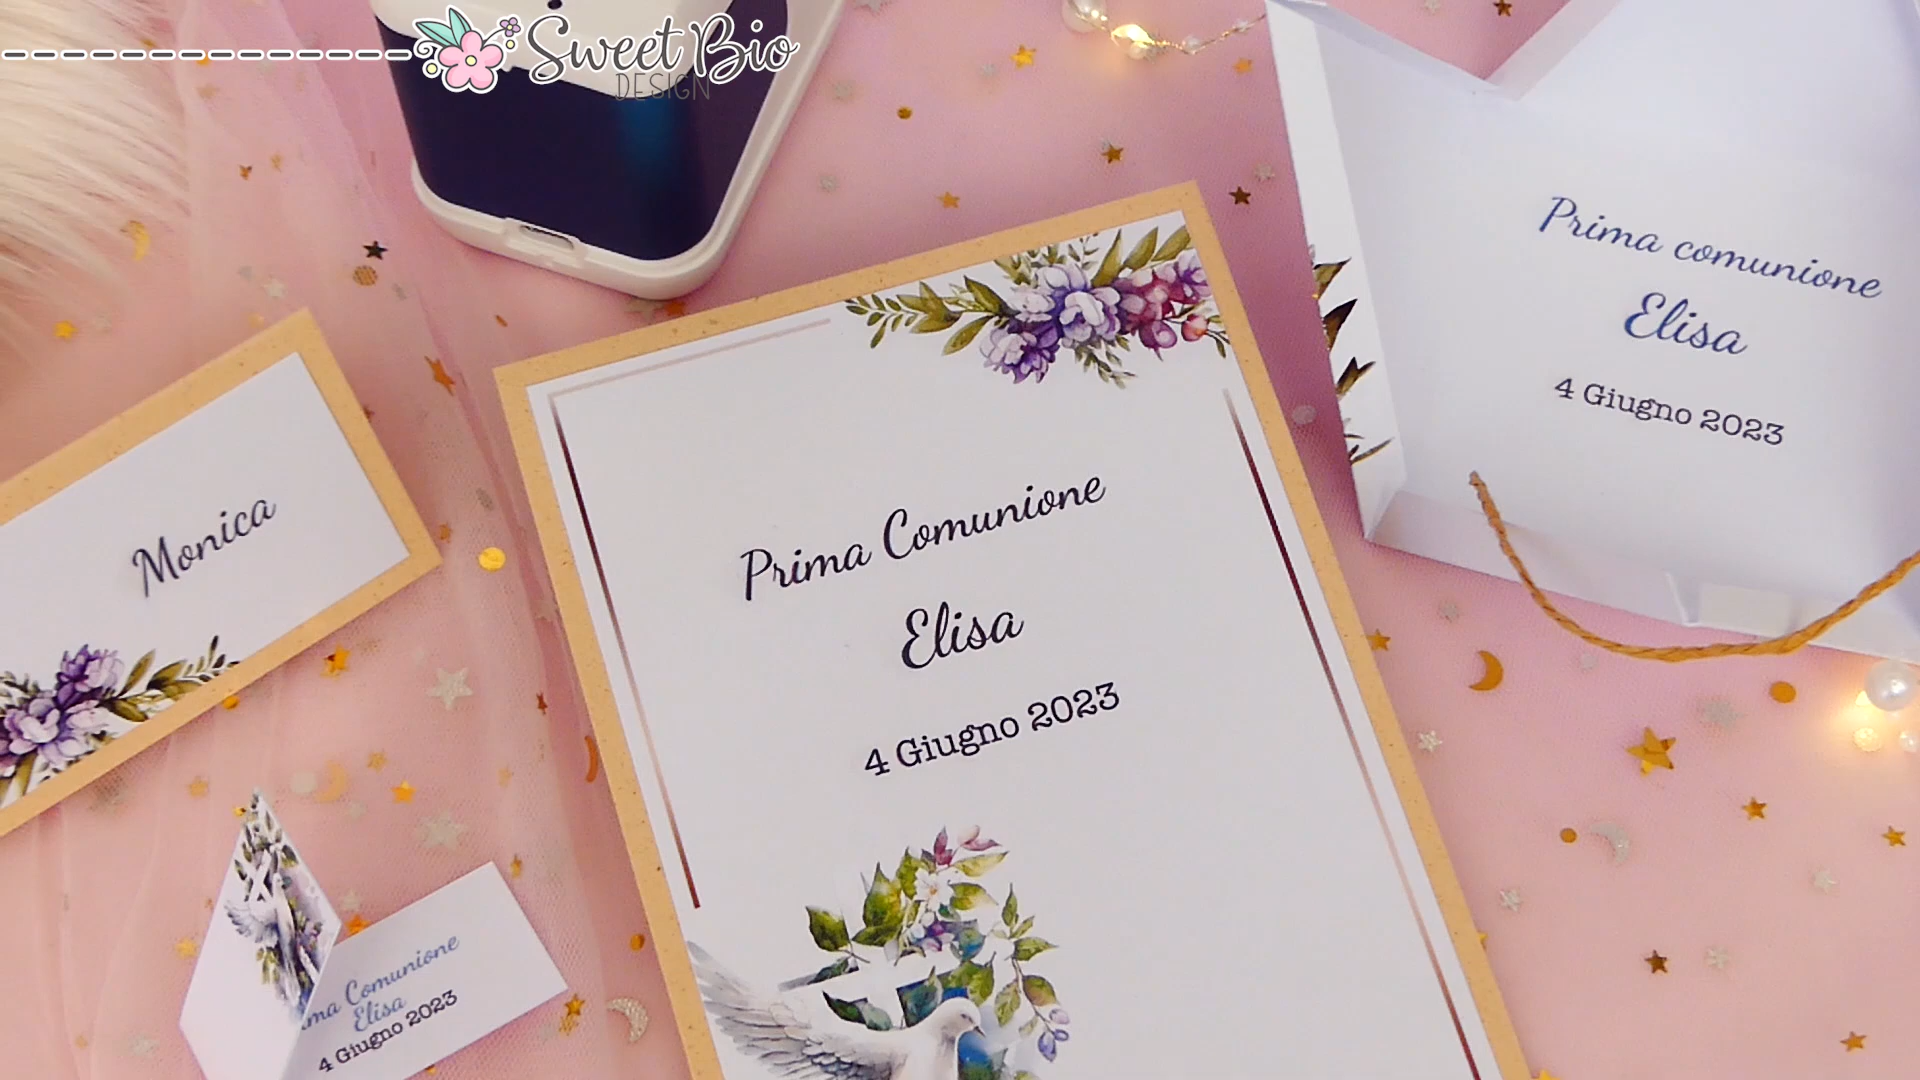 Sweet Bio
DESIGN
Prima comunione
Elisa
4 Giugno 2023
Monica
Prima Comunione
Elisa
4 Giugno 2023
Comunione
Elisa
4 Giugno 2023